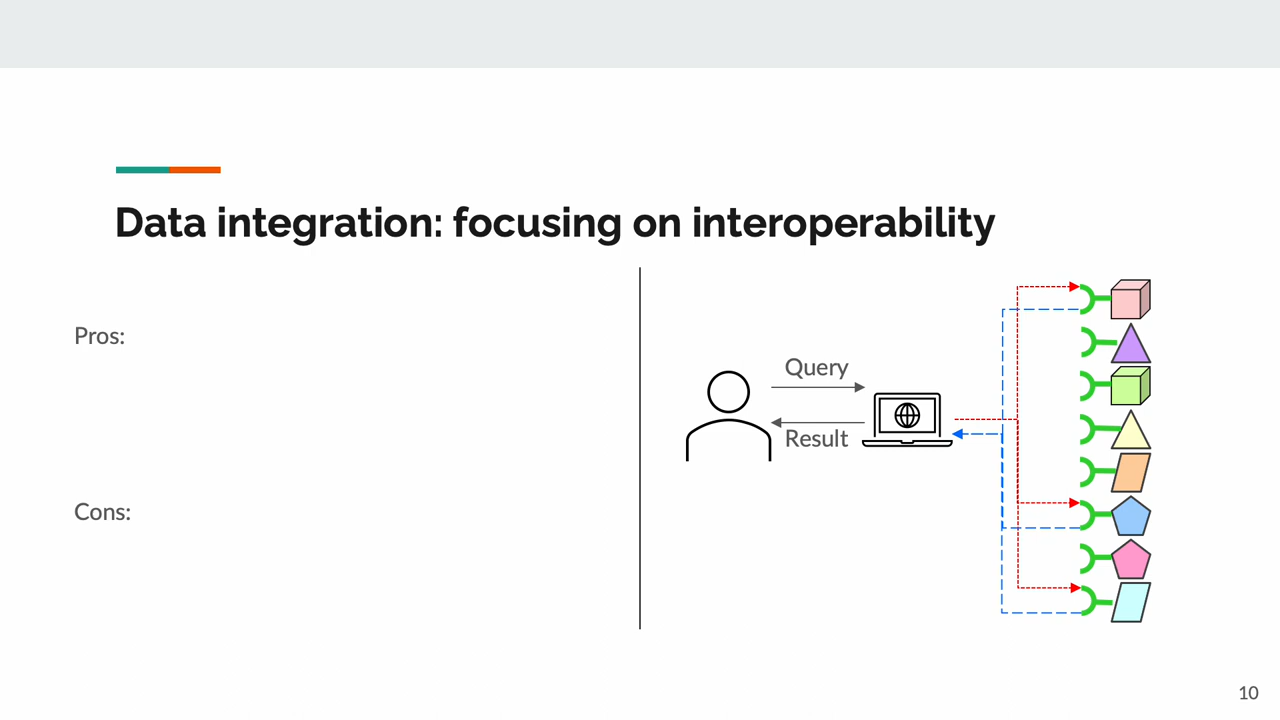 Data integration: focusing on interoperability
Pros:
Cons:
Query
Result
10